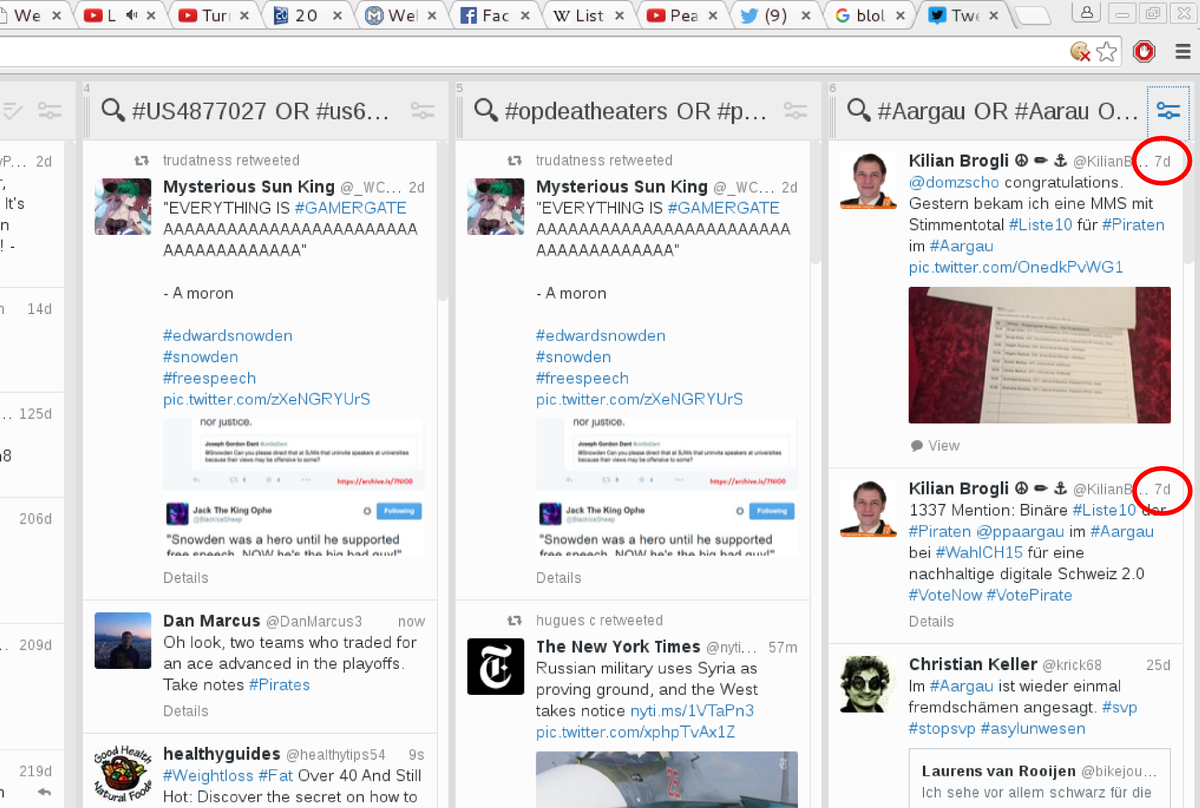 We
L
Turr
20
Wel
Fac
W List
Pea
(9)
blol
Twe
4
#US4877027 OR #us6...
5
#opdeatheaters OR #p...
6
#Aargau OR #Aarau O...
P... 2d
It's
! -
14d
125d
206d
209d
219d
trudatness retweeted
Mysterious Sun King @_WC... 2d
"EVERYTHING IS #GAMERGATE
AAAAAAAAAAAAAAAAAAAAAAAA
AAAAAAAAAAAAA"
- A moron
#edwardsnowden
#snowden
#freespeech
pic.twitter.com/zXeNGRYUrS
nor justice.
Joseph Gordon Dant
@Snowden Can you please direct that at SJWs that uninvite speakers at universities
because their views may be offensive to some?
https://archive.is/7NIO0
Jack The King Ophe
@BlackIceSheep
Following
"Snowden was a hero until he supported
free speech. NOW he's the big bad guy!"
Details
Dan Marcus @DanMarcus3 now
Oh look, two teams who traded for
an ace advanced in the playoffs.
Take notes #Pirates
Details
Good Health
Natural Foods
healthyguides @healthytips54 9s
#Weightloss #Fat Over 40 And Still
Hot: Discover the secret on how to
trudatness retweeted
Mysterious Sun King @_WC... 2d
"EVERYTHING IS #GAMERGATE
AAAAAAAAAAAAAAAAAAAAAAAA
AAAAAAAAAAAAA"
- A moron
#edwardsnowden
#snowden
#freespeech
pic.twitter.com/zXeNGRYUrS
nor justice.
Joseph Gordon Dant
@Snowden Can you please direct that at SJWs that uninvite speakers at universities
because their views may be offensive to some?
https://archive.is/7NIO0
Jack The King Ophe
@BlackIceSheep
Following
"Snowden was a hero until he supported
free speech. NOW he's the big bad guy!"
Details
hughes c retweeted
The New York Times @nyti... 57m
Russian military uses Syria as
proving ground, and the West
takes notice nyti.ms/1VTaPn3
pic.twitter.com/xphpTvAx1Z
Kilian Brogli @KilianB... 7d
@domzscho congratulations.
Gestern bekam ich eine MMS mit
Stimmentotal #Liste10 für #Piraten
im #Aargau
pic.twitter.com/OnedkPvWG1
View
Kilian Brogli @KilianB... 7d
1337 Mention: Binäre #Liste10 der
#Piraten @ppaargau im #Aargau
bei #WahlCH15 für eine
nachhaltige digitale Schweiz 2.0
#VoteNow #VotePirate
Details
Christian Keller @krick68 25d
Im #Aargau ist wieder einmal
fremdschämen angesagt. #svp
#stopsvp #asylunwesen
Laurens van Rooijen @bikejou...
Ich sehe vor allem schwarz für die